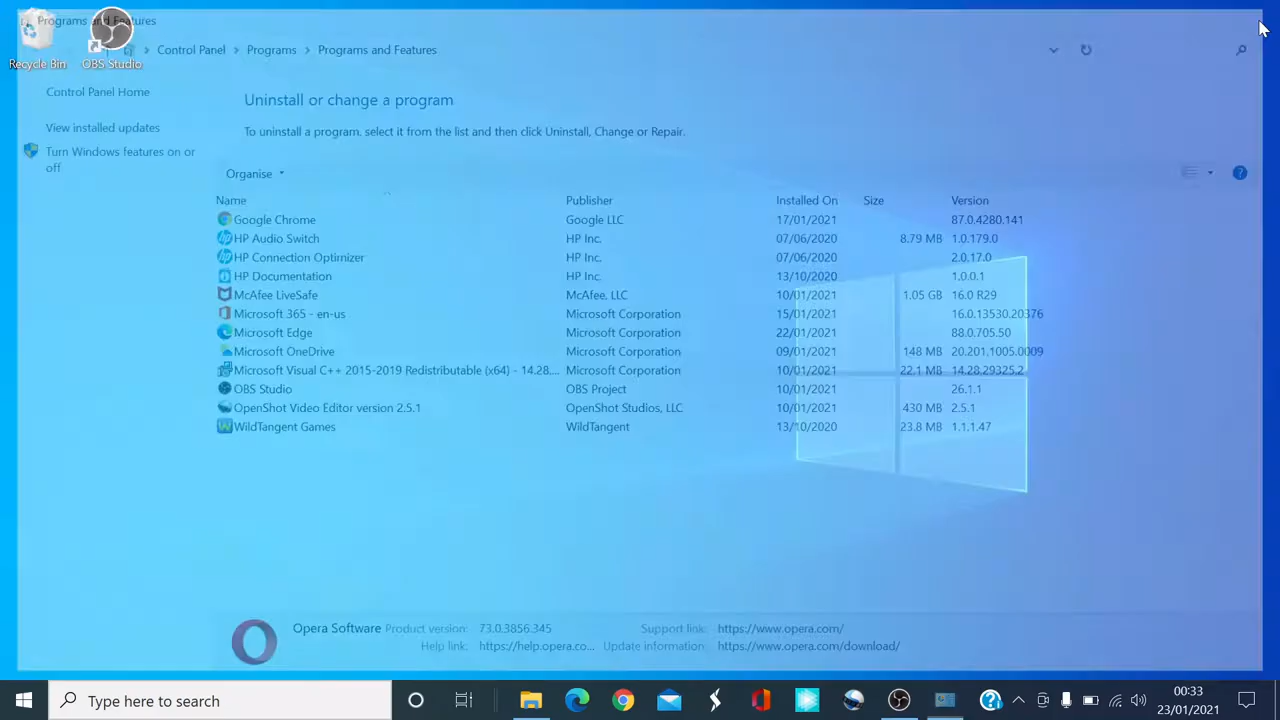 Programs and Features
Recycle Bin
OBS Studio
Control Panel > Programs > Programs and Features
Control Panel Home
View installed updates
Turn Windows features on or
off
Uninstall or change a program
To uninstall a program, select it from the list and then click Uninstall, Change or Repair.
Organise
Name Publisher Installed On Size Version
Google Chrome Google LLC 17/01/2021 87.0.4280.141
HP Audio Switch HP Inc. 07/06/2020 8.79 MB 1.0.179.0
HP Connection Optimizer HP Inc. 07/06/2020 2.0.17.0
HP Documentation HP Inc. 13/10/2020 1.0.0.1
McAfee LiveSafe McAfee, LLC 10/01/2021 1.05 GB 16.0 R29
Microsoft 365 - en-us Microsoft Corporation 15/01/2021 16.0.13530.20376
Microsoft Edge Microsoft Corporation 22/01/2021 88.0.705.50
Microsoft OneDrive Microsoft Corporation 09/01/2021 148 MB 20.201.1005.0009
Microsoft Visual C++ 2015-2019 Redistributable (x64) - 14.28.... Microsoft Corporation 10/01/2021 22.1 MB 14.28.29325.2
OBS Studio OBS Project 10/01/2021 26.1.1
OpenShot Video Editor version 2.5.1 OpenShot Studios, LLC 10/01/2021 430 MB 2.5.1
WildTangent Games WildTangent 13/10/2020 23.8 MB 1.1.1.47
Opera Software Product version: 73.0.3856.345 Support link: https://www.opera.com/
Help link: https://help.opera.co... Update information: https://www.opera.com/download/
Type here to search
00:33
23/01/2021